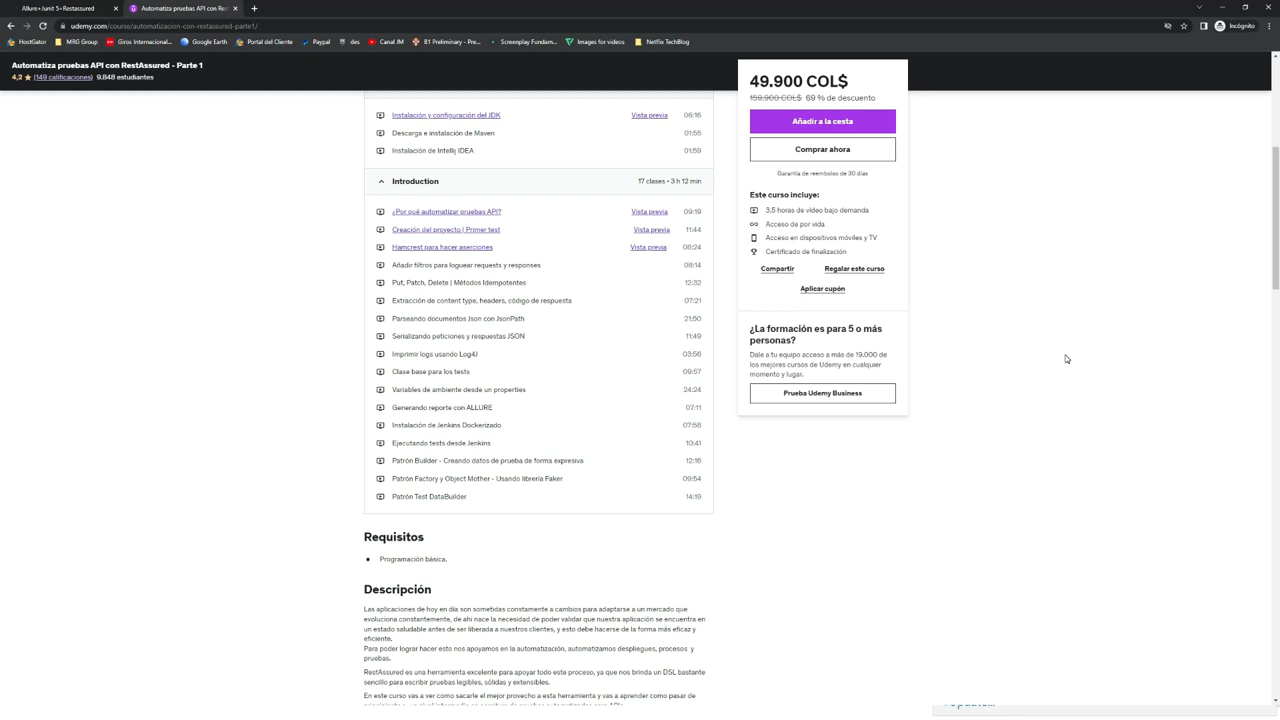 Allure+Junit 5+Restassured
Automatización pruebas API con Res
udemy.com/course/automatizacion-con-restassured-parte1/
Incógnito
HostGator
MRG Group
Giros Internacional...
Google Earth
Portal del Cliente
Paypal
des
Canal JM
B1 Preliminary - Pre...
Screenplay Fundam...
Images for videos
Netflix TechBlog
Automatiza pruebas API con RestAssured - Parte 1
4,2 (149 calificaciones) 9.848 estudiantes
49.900 COL$
159.900 COL$ 69 % de descuento
Añadir a la cesta
Comprar ahora
Garantía de reembolso de 30 días
Este curso incluye:
3,5 horas de vídeo bajo demanda
Acceso de por vida
Acceso en dispositivos móviles y TV
Certificado de finalización
Compartir Regalar este curso
Aplicar cupón
¿La formación es para 5 o más
personas?
Dale a tu equipo acceso a más de 19.000 de
los mejores cursos de Udemy en cualquier
momento y lugar.
Prueba Udemy Business
Instalación y configuración del JDK Vista previa 06:16
Descarga e instalación de Maven 01:55
Instalación de Intellij IDEA 01:59
Introduction 17 clases • 3 h 12 min
¿Por qué automatizar pruebas API? Vista previa 09:19
Creación del proyecto | Primer test Vista previa 11:44
Hamcrest para hacer aserciones Vista previa 08:24
Añadir filtros para loguear requests y responses 06:14
Put, Patch, Delete | Métodos Idempotentes 12:32
Extracción de content type, headers, código de respuesta 07:21
Parseando documentos Json con JsonPath 21:50
Serializando peticiones y respuestas JSON 11:49
Imprimir logs usando Log4J 03:56
Clase base para los tests 09:57
Variables de ambiente desde un properties 24:24
Generando reporte con ALLURE 07:11
Instalación de Jenkins Dockerizado 07:58
Ejecutando tests desde Jenkins 10:41
Patrón Builder - Creando datos de prueba de forma expresiva 12:16
Patrón Factory y Object Mother - Usando librería Faker 09:54
Patrón Test DataBuilder 14:19
Requisitos
Programación básica.
Descripción
Las aplicaciones de hoy en día son sometidas constantemente a cambios para adaptarse a un mercado que
evoluciona constantemente, de ahí nace la necesidad de poder validar que nuestra aplicación se encuentra en
un estado saludable antes de ser liberada a nuestros clientes, y esto debe hacerse de la forma más eficaz y
eficiente.
Para poder lograr hacer esto nos apoyamos en la automatización, automatizamos despliegues, procesos y
pruebas.
RestAssured es una herramienta excelente para apoyar todo este proceso, ya que nos brinda un DSL bastante
sencillo para escribir pruebas legibles, sólidas y extensibles.
En este curso vas a ver como sacarle el mejor provecho a esta herramienta y vas a aprender como pasar de